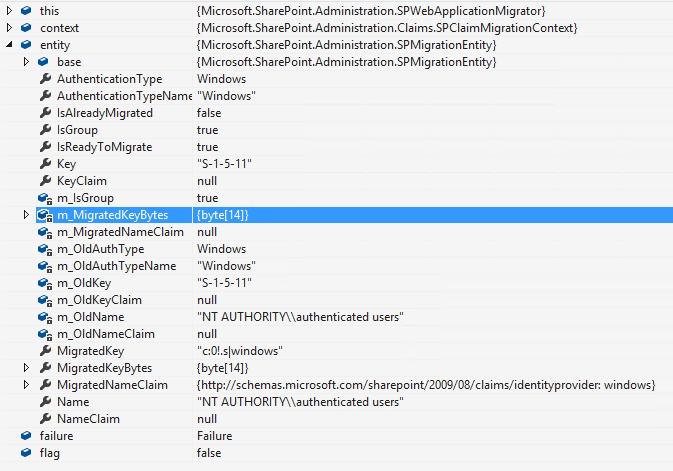 this {Microsoft.SharePoint.Administration.SPWebApplicationMigrator}
context {Microsoft.SharePoint.Administration.Claims.SPClaimMigrationContext}
entity {Microsoft.SharePoint.Administration.SPMigrationEntity}
base {Microsoft.SharePoint.Administration.SPMigrationEntity}
AuthenticationType Windows
AuthenticationTypeName "Windows"
IsAlreadyMigrated false
IsGroup true
IsReadyToMigrate true
Key "S-1-5-11"
KeyClaim null
m_IsGroup true
m_MigratedKeyBytes {byte[14]}
m_MigratedNameClaim null
m_OldAuthType Windows
m_OldAuthTypeName "Windows"
m_OldKey "S-1-5-11"
m_OldKeyClaim null
m_OldName "NT AUTHORITY\\authenticated users"
m_OldNameClaim null
MigratedKey "c:0!.s|windows"
MigratedKeyBytes {byte[14]}
MigratedNameClaim {http://schemas.microsoft.com/sharepoint/2009/08/claims/identityprovider: windows}
Name "NT AUTHORITY\\authenticated users"
NameClaim null
failure Failure
flag false